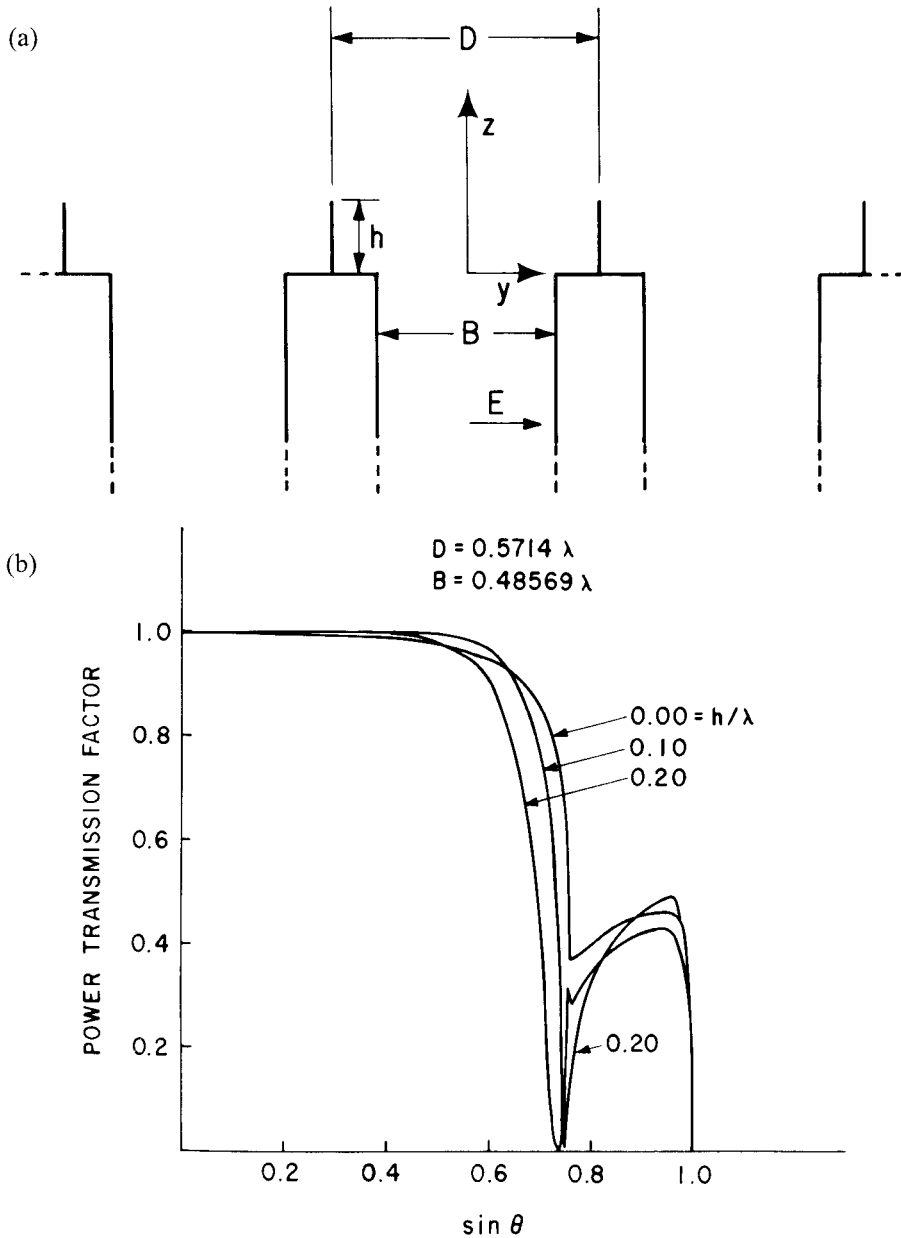 (a)
D
z
h
y
B
E
(b)
D = 0.5714 λ
B = 0.48569 λ
POWER TRANSMISSION FACTOR
1.0
0.8
0.6
0.4
0.2
0.00 = h/λ
0.10
0.20
0.20
0.2 0.4 0.6 0.8 1.0
sin θ